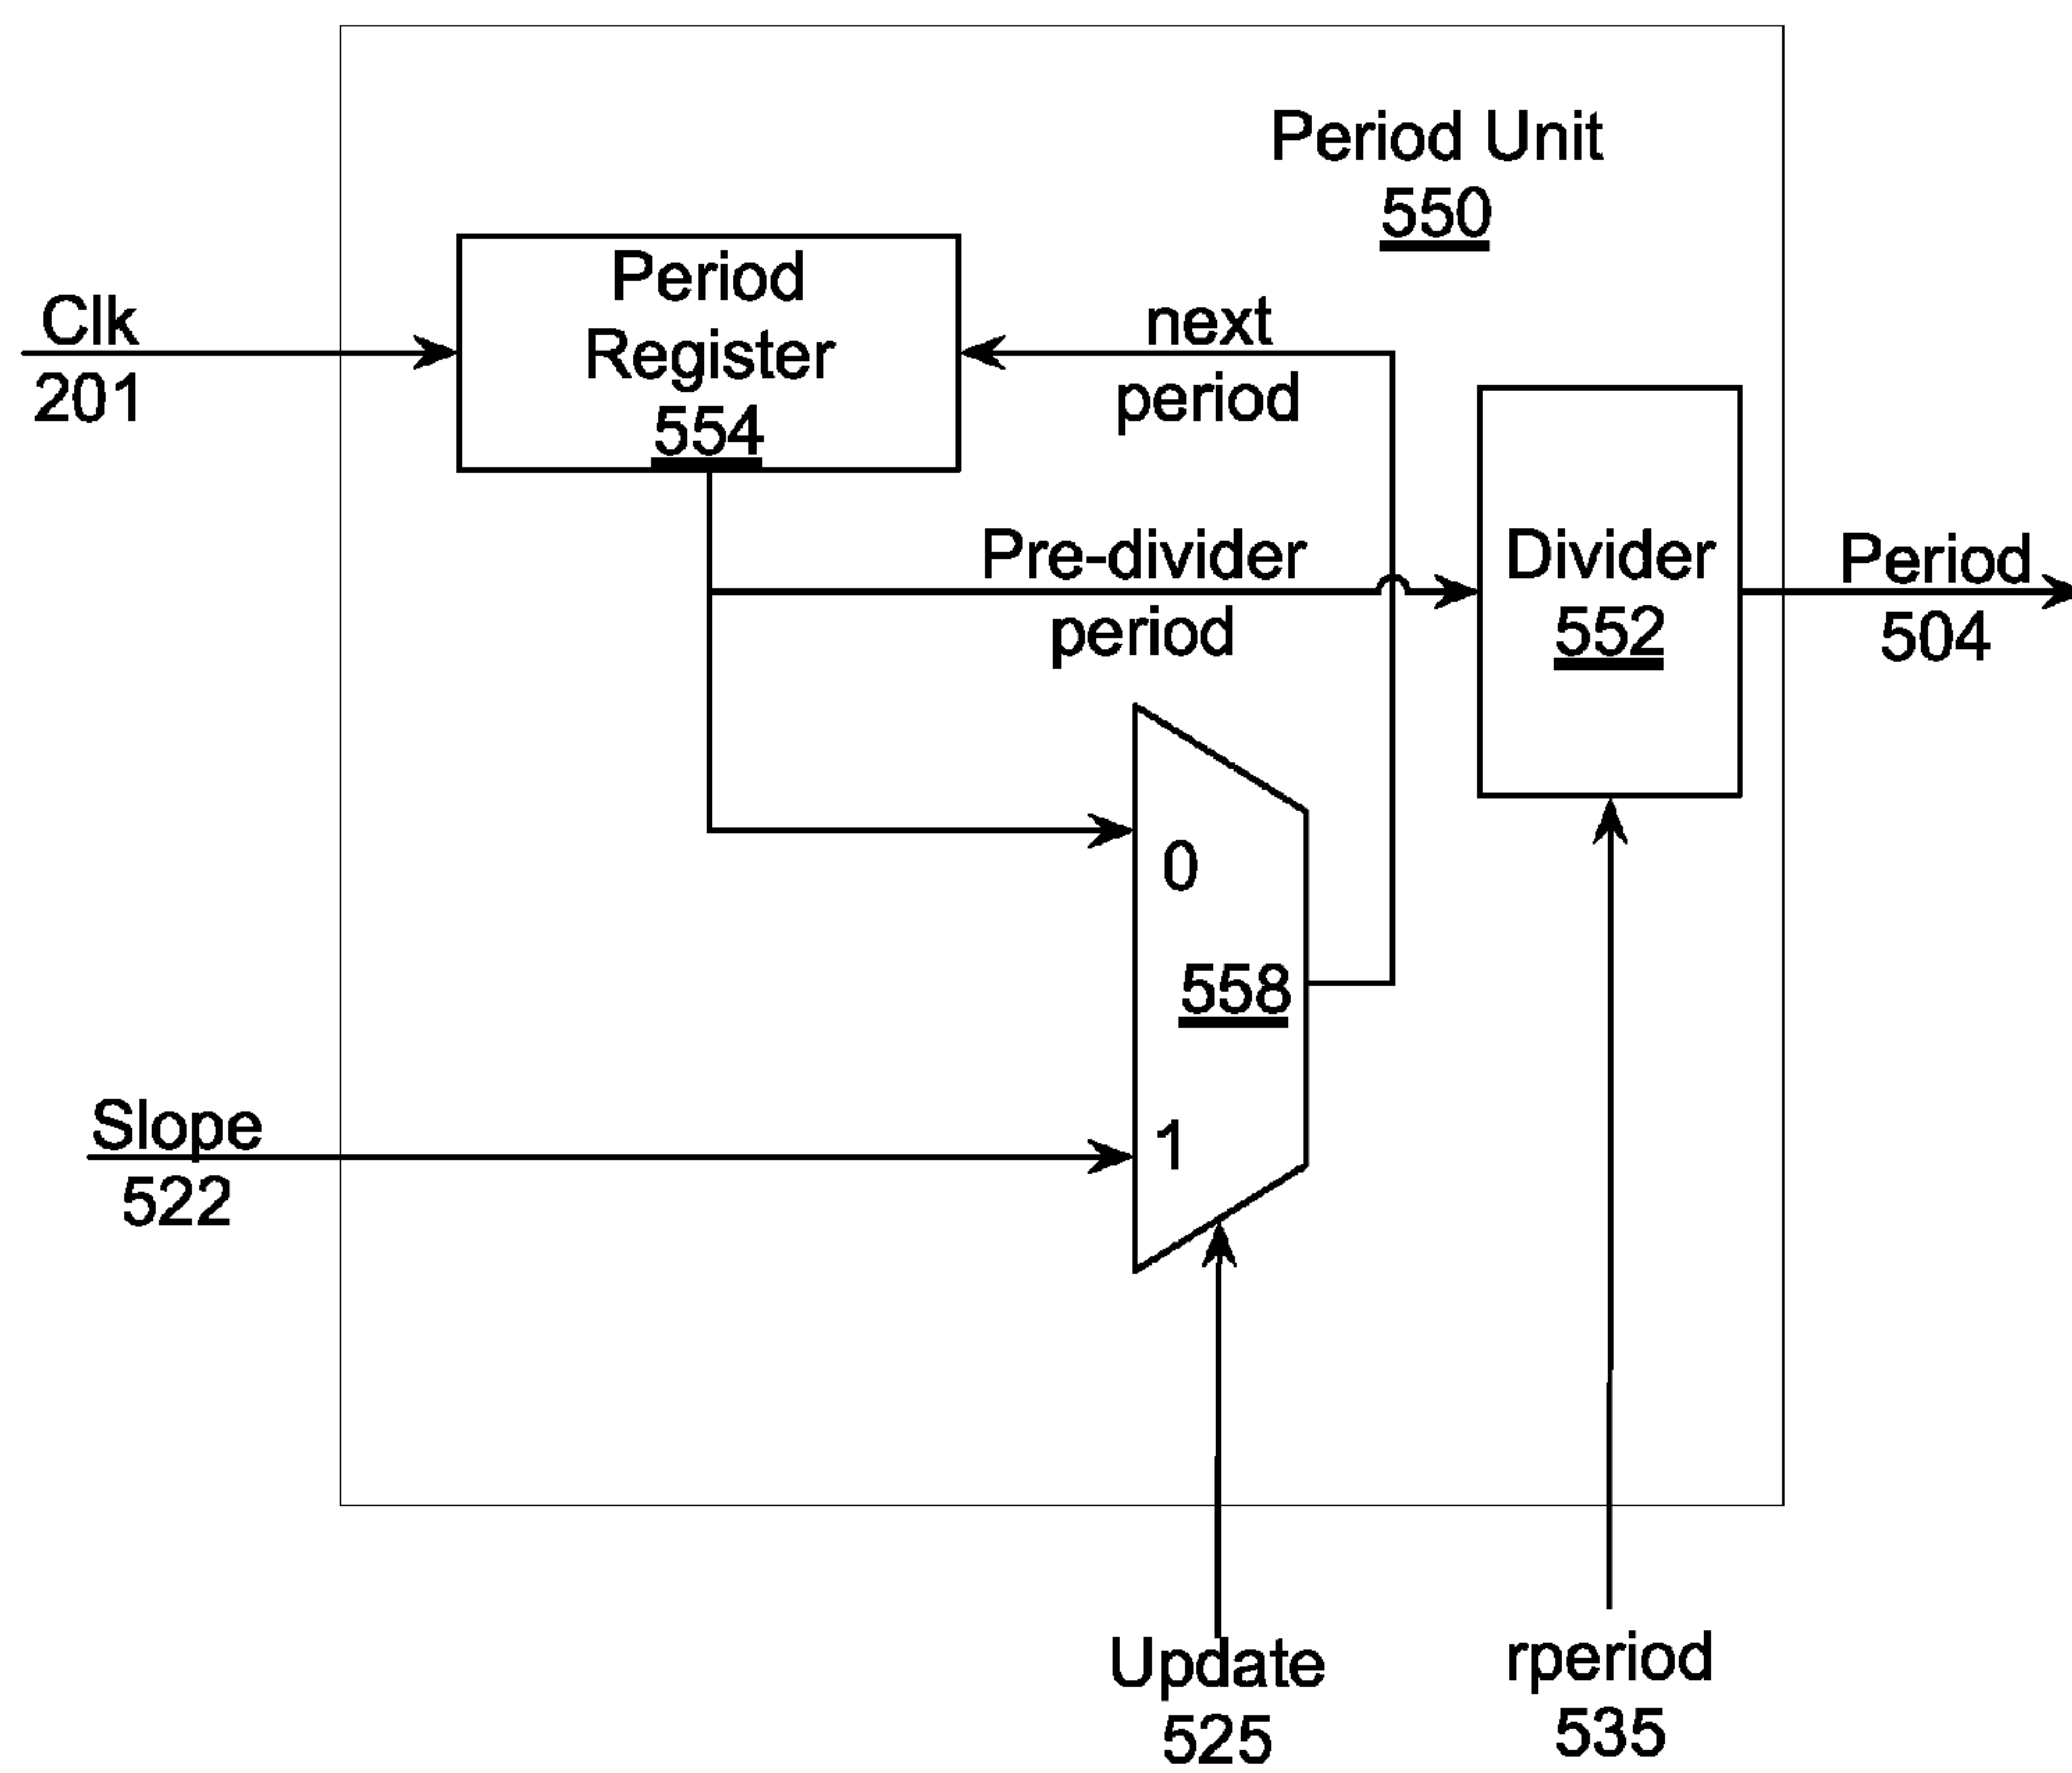 Period Unit
550
Period
Register
554
Clk
201
next
period
Pre-divider
period
Divider
552
Period
504
0
558
1
Slope
522
Update
525
rperiod
535